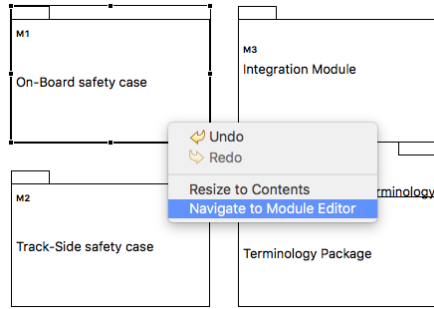 M1
On-Board safety case
M3
Integration Module
Undo
Redo
Resize to Contents
Navigate to Module Editor
M2
Track-Side safety case
Terminology Package